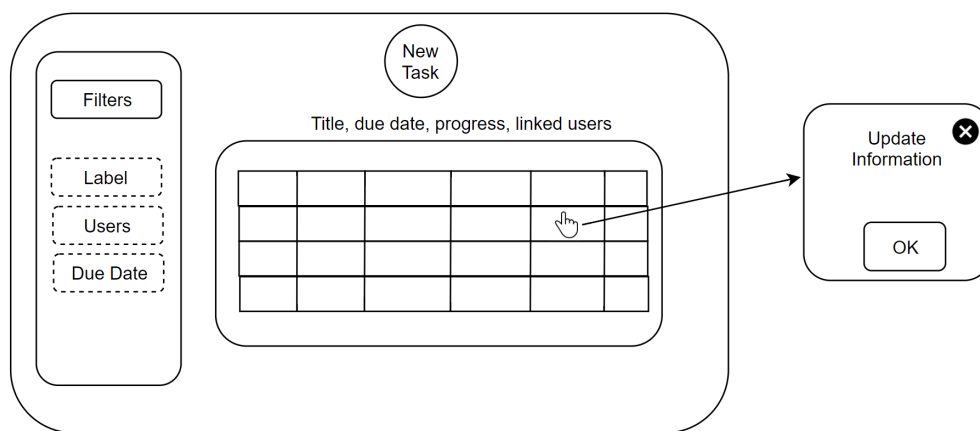 New
Task
Filters
Title, due date, progress, linked users
Label
Users
Due Date
Update
Information
OK